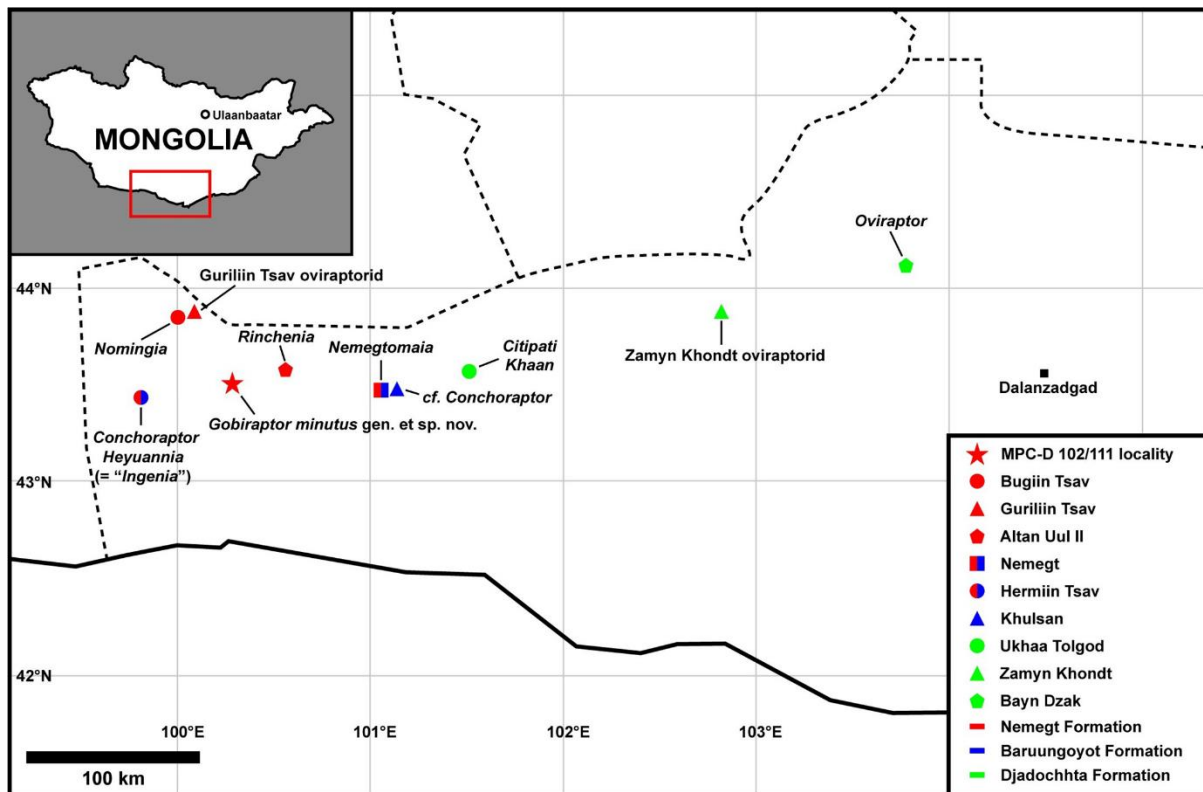 Ulaanbaatar
MONGOLIA
Oviraptor
44°N
Guriliin Tsav oviraptorid
Nomingia
Rinchenia
Nemegtomaia
Citipati
Khaan
Zamyn Khondt oviraptorid
Dalanzadgad
cf. Conchoraptor
Gobiraptor minutus gen. et sp. nov.
Conchoraptor
Heyuannia
(= “Ingenia”)
43°N
42°N
100°E
101°E
102°E
103°E
100 km
MPC-D 102/111 locality
Bugiin Tsav
Guriliin Tsav
Altan Uul II
Nemegt
Hermiin Tsav
Khulsan
Ukhaa Tolgod
Zamyn Khondt
Bayn Dzak
Nemegt Formation
Baruungoyot Formation
Djadochhta Formation